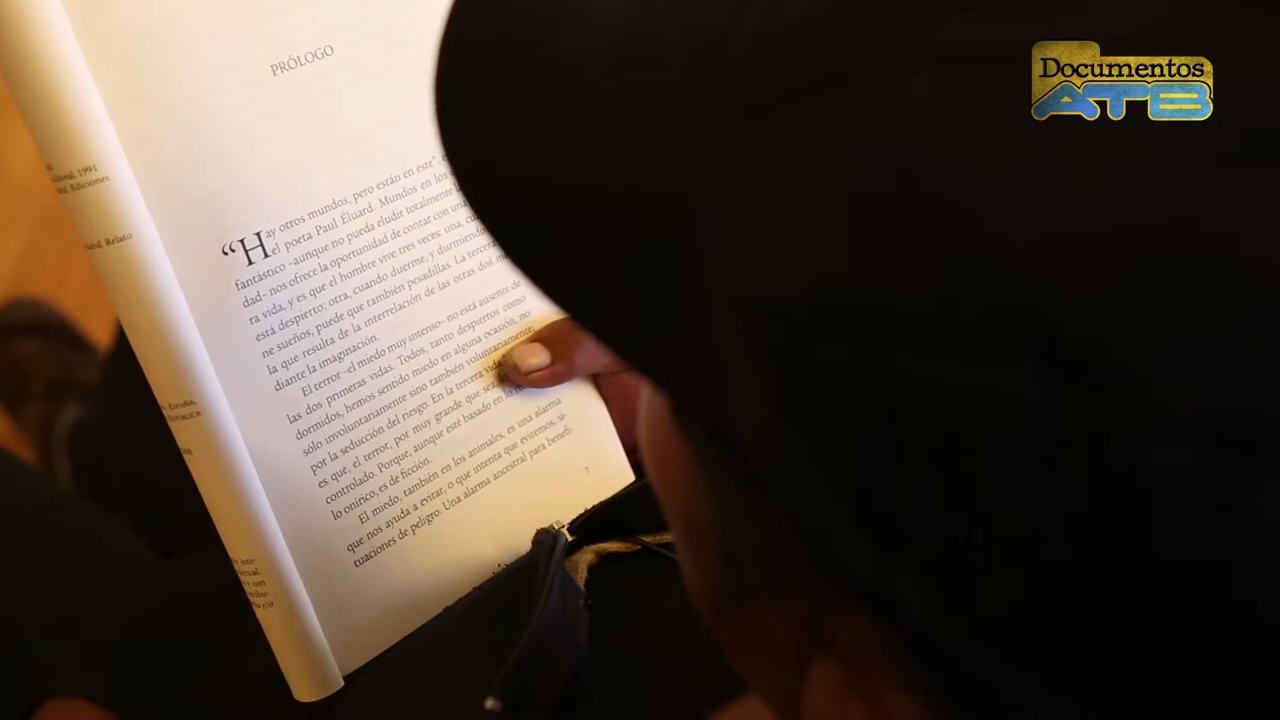 Documentos
ATB
PRÓLOGO
“Hay otros mundos, pero están en éste”
el poeta Paul Éluard. Mundos en los
fantástico –aunque no pueda eludir totalmente
dad– nos ofrece la oportunidad de contar con una
ra vida, y es que el hombre vive tres veces: una,
está despierto; otra, cuando duerme, y durmiendo
ne sueños, puede que también pesadillas. La tercera
la que resulta de la interrelación de las otras dos
diante la imaginación.
El terror –el miedo muy intenso– no está ausente de
las dos primeras vidas. Todos, tanto despiertos como
dormidos, hemos sentido miedo en alguna ocasión, no
sólo involuntariamente sino también voluntariamente,
por la seducción del riesgo. En la tercera vida
es que, el terror, por muy grande que sea,
controlado. Porque, aunque esté basado en lo
lo onírico, es de ficción.
El miedo, también en los animales, es una alarma
que nos ayuda a evitar, o que intenta que evitemos, si-
tuaciones de peligro. Una alarma ancestral para benefi-
7
1991
Ediciones
Relato
ESPAÑA,
y con